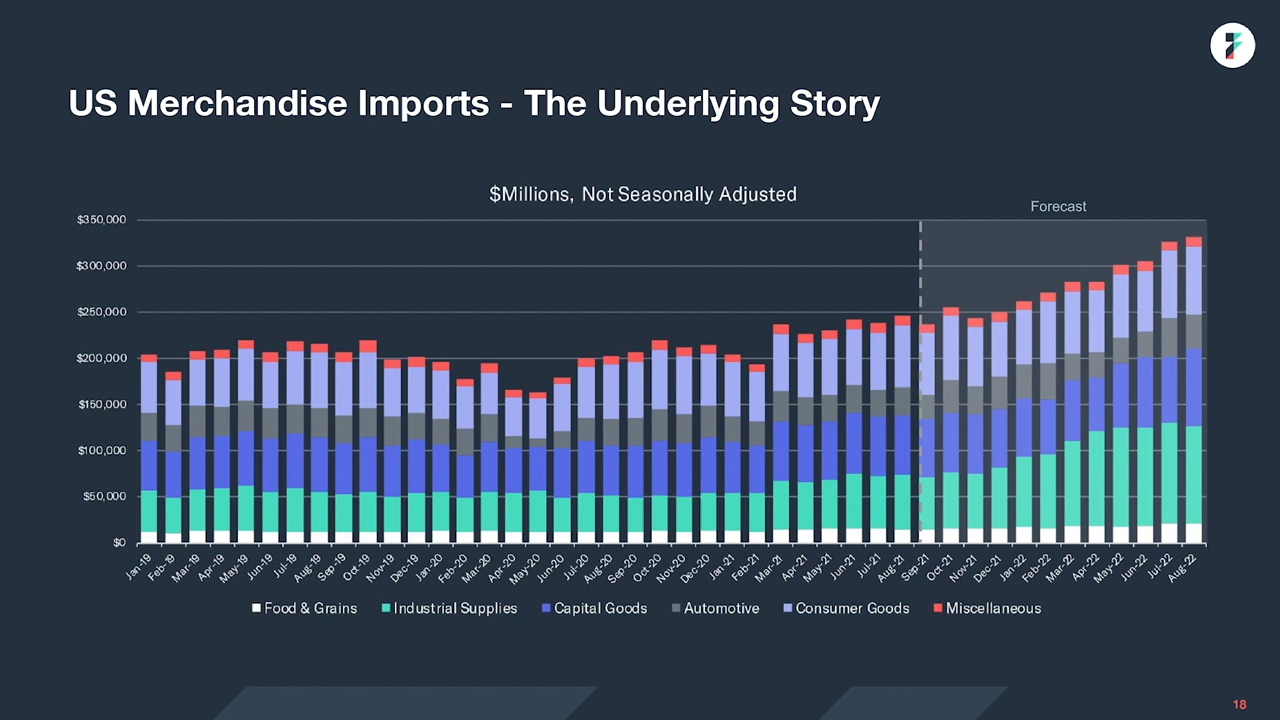 US Merchandise Imports - The Underlying Story
$Millions, Not Seasonally Adjusted
Forecast
$350,000
$300,000
$250,000
$200,000
$150,000
$100,000
$50,000
$0
Jan-19 Feb-19 Mar-19 Apr-19 May-19 Jun-19 Jul-19 Aug-19 Sep-19 Oct-19 Nov-19 Dec-19 Jan-20 Feb-20 Mar-20 Apr-20 May-20 Jun-20 Jul-20 Aug-20 Sep-20 Oct-20 Nov-20 Dec-20 Jan-21 Feb-21 Mar-21 Apr-21 May-21 Jun-21 Jul-21 Aug-21 Sep-21 Oct-21 Nov-21 Dec-21 Jan-22 Feb-22 Mar-22 Apr-22 May-22 Jun-22 Jul-22 Aug-22
Food & Grains Industrial Supplies Capital Goods Automotive Consumer Goods Miscellaneous
18